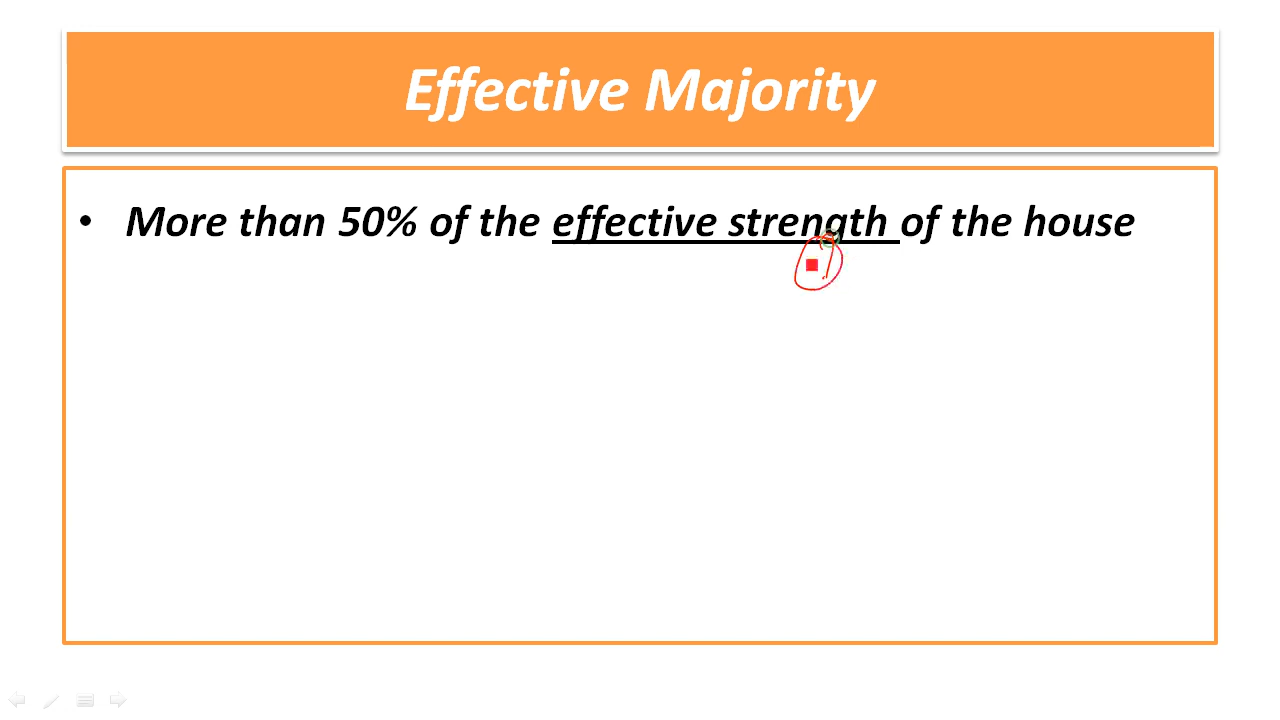 Effective Majority
• More than 50% of the effective strength of the house